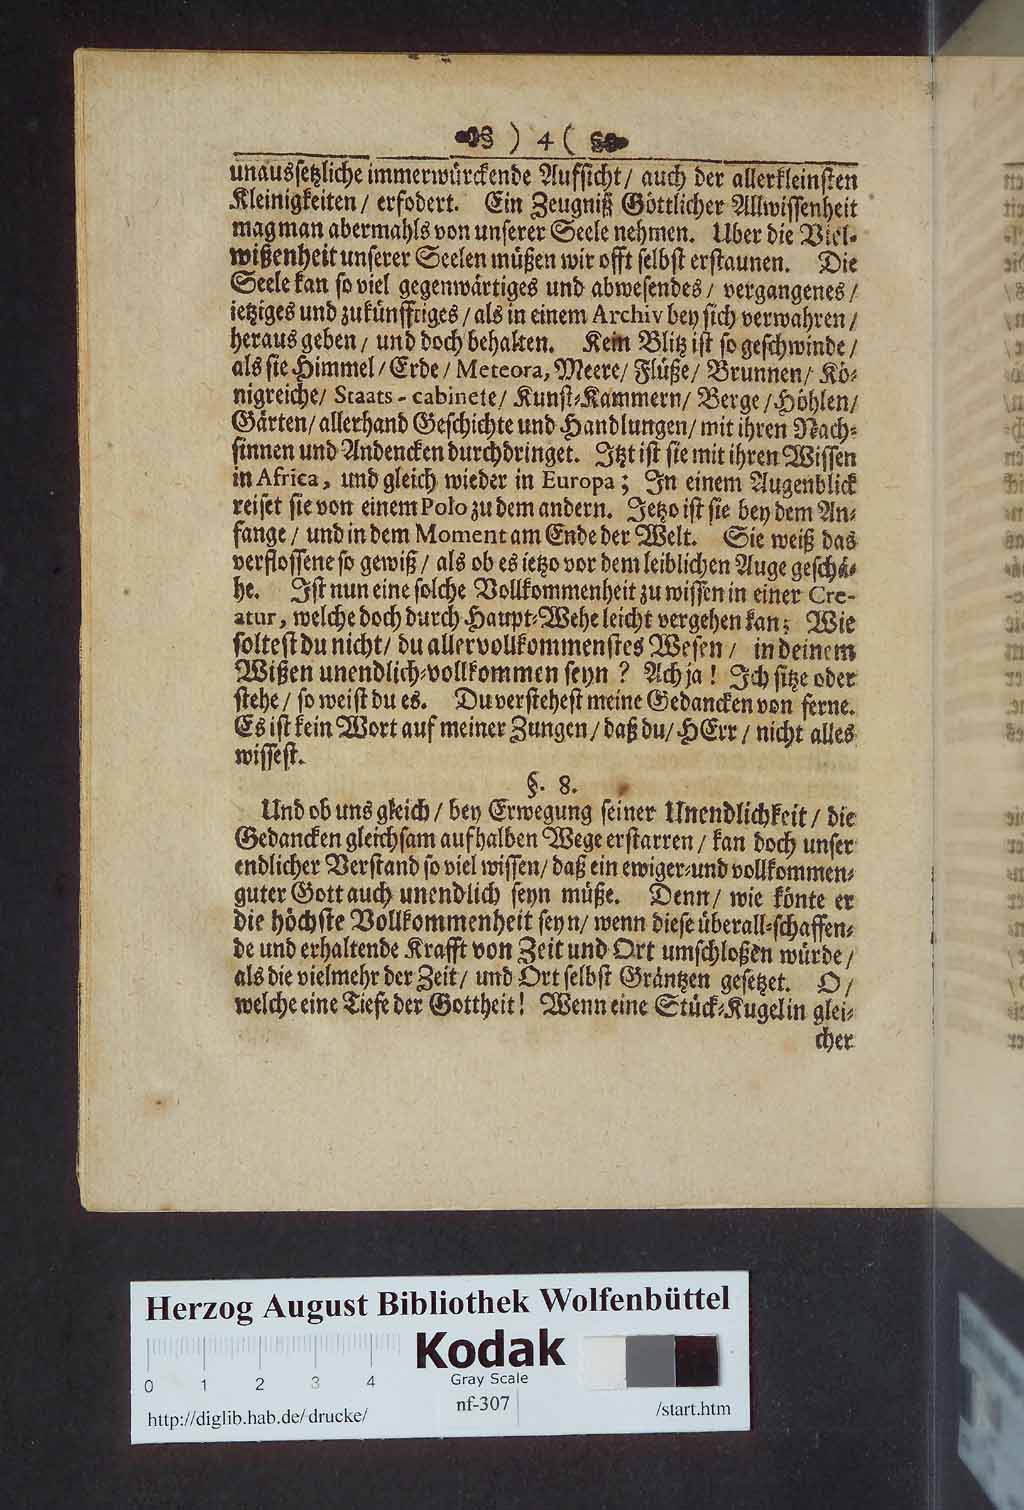 ) 4 (
unaussetzliche immerwürckende Aufsicht / auch der allerkleinsten
Kleinigkeiten / erfodert. Ein Zeugniß Göttlicher Allwissenheit
mag man abermahls von unserer Seele nehmen. Uber die Viel-
wißenheit unserer Seelen müßen wir offt selbst erstaunen. Die
Seele kan so viel gegenwärtiges und abwesendes / vergangenes /
ietziges und zukünfftiges / als in einem Archiv bey sich verwahren /
heraus geben / und doch behalten. Kein Blitz ist so geschwinde /
als sie Himmel / Erde / Meteora, Meere / Flüße / Brunnen / Kö-
nigreiche / Staats-cabinete / Kunst-Kammern / Berge / Höhlen /
Gärten / allerhand Geschichte und Handlungen / mit ihren Nach-
sinnen und Andencken durchdringet. Itzt ist sie mit ihren Wissen
in Africa, und gleich wieder in Europa; In einem Augenblick
reiset sie von einem Polo zu dem andern. Jetzo ist sie bey dem An-
fange / und in dem Moment am Ende der Welt. Sie weiß das
verflossene so gewiß / als ob es ietzo vor dem leiblichen Auge geschä-
he. Ist nun eine solche Vollkommenheit zu wissen in einer Cre-
atur, welche doch durch Haupt-Wehe leicht vergehen kan; Wie
soltest du nicht / du allervollkommenstes Wesen / in deinem
Wißen unendlich-vollkommen seyn? Ach ja! Ich sitze oder
stehe / so weist du es. Du verstehest meine Gedancken von ferne.
Es ist kein Wort auf meiner Zungen / daß du / HErr / nicht alles
wissest.
§. 8.
Und ob uns gleich / bey Erwegung seiner Unendlichkeit / die
Gedancken gleichsam auf halben Wege erstarren / kan doch unser
endlicher Verstand so viel wissen / daß ein ewiger-und vollkommen-
guter Gott auch unendlich seyn müße. Denn / wie könte er
die höchste Vollkommenheit seyn / wenn diese überall-schaffen-
de und erhaltende Krafft von Zeit und Ort umschloßen würde /
als die vielmehr der Zeit / und Ort selbst Gräntzen gesetzet. O /
welche eine Tiefe der Gottheit! Wenn eine Stück-Kugel in glei-
cher
Herzog August Bibliothek Wolfenbüttel
Kodak
Gray Scale
0 1 2 3 4
nf-307
http://diglib.hab.de/drucke/ /start.htm